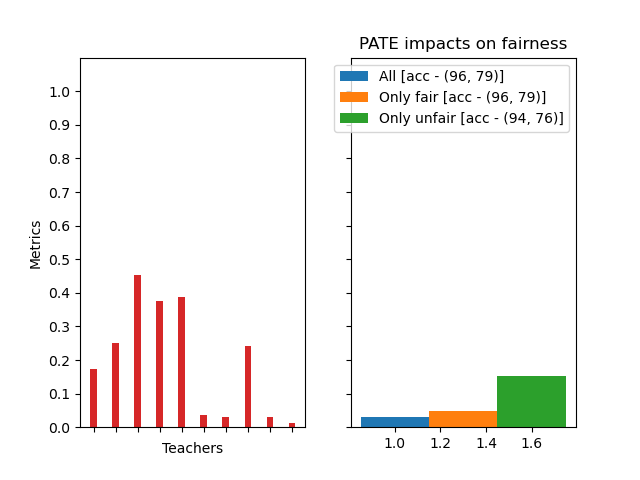 PATE impacts on fairness
All [acc - (96, 79)]
Only fair [acc - (96, 79)]
Only unfair [acc - (94, 76)]
1.0
0.9
0.8
0.7
0.6
0.5
0.4
0.3
0.2
0.1
0.0
Metrics
Teachers
1.0 1.2 1.4 1.6